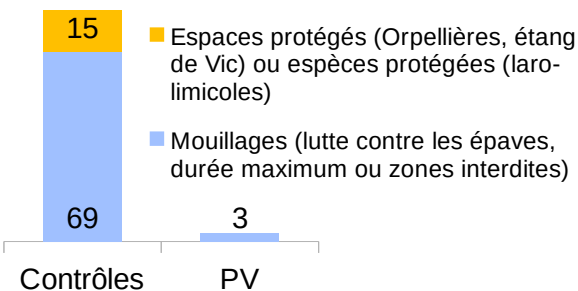 15
Espaces protégés (Orpellières, étang
de Vic) ou espèces protégées (laro-
limicoles)
Mouillages (lutte contre les épaves,
durée maximum ou zones interdites)
69
3
Contrôles
PV